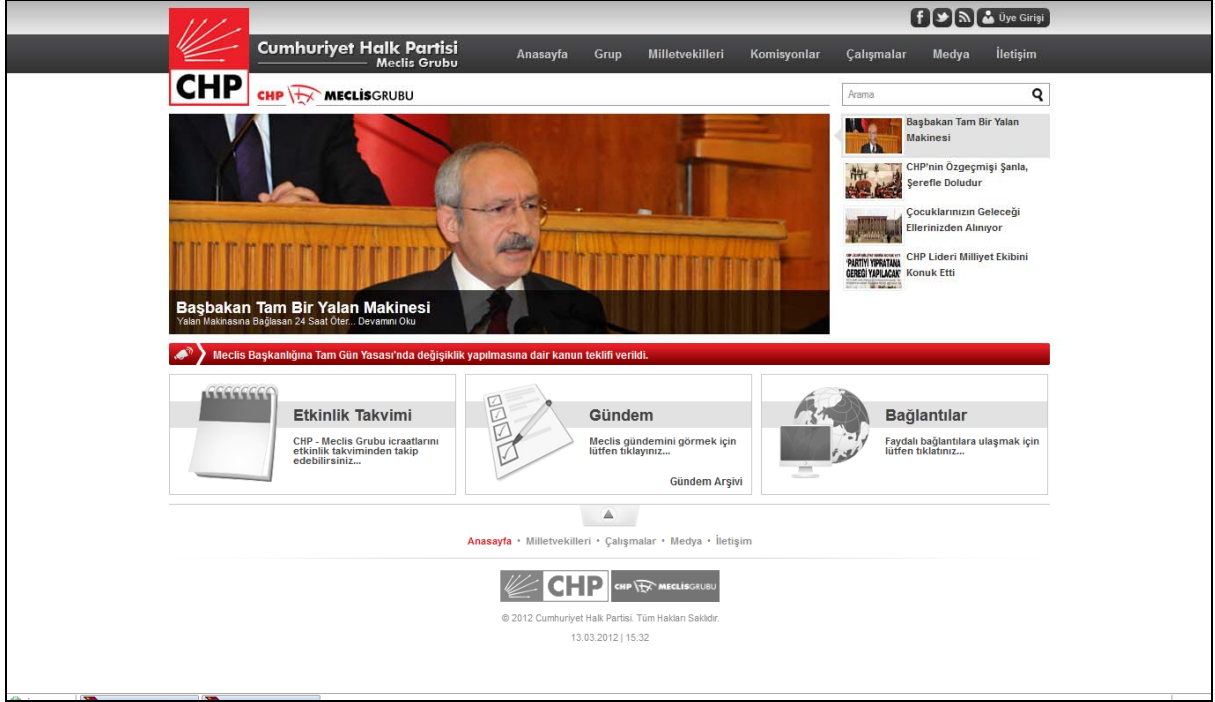 Üye Girişi
Cumhuriyet Halk Partisi
Meclis Grubu
Anasayfa Grup Milletvekilleri Komisyonlar Çalışmalar Medya İletişim
CHP
CHP MECLİSGRUBU
Arama
Başbakan Tam Bir Yalan
Makinesi
CHP'nin Özgeçmişi Şanla,
Şerefle Doludur
Çocuklarınızın Geleceği
Ellerinizden Alınıyor
'PARTİYİ YIPRATANA
GEREĞİ YAPILACAK'
CHP Lideri Milliyet Ekibini
Konuk Etti
Başbakan Tam Bir Yalan Makinesi
Yalan Makinasına Bağlasan 24 Saat Öter... Devamını Oku
Meclis Başkanlığına Tam Gün Yasası'nda değişiklik yapılmasına dair kanun teklifi verildi.
Etkinlik Takvimi
CHP - Meclis Grubu icraatlarını
etkinlik takviminden takip
edebilirsiniz...
Gündem
Meclis gündemini görmek için
lütfen tıklayınız...
Gündem Arşivi
Bağlantılar
Faydalı bağlantılara ulaşmak için
lütfen tıklatınız...
Anasayfa • Milletvekilleri • Çalışmalar • Medya • İletişim
CHP CHP MECLİSGRUBU
© 2012 Cumhuriyet Halk Partisi. Tüm Hakları Saklıdır.
13.03.2012 | 15:32